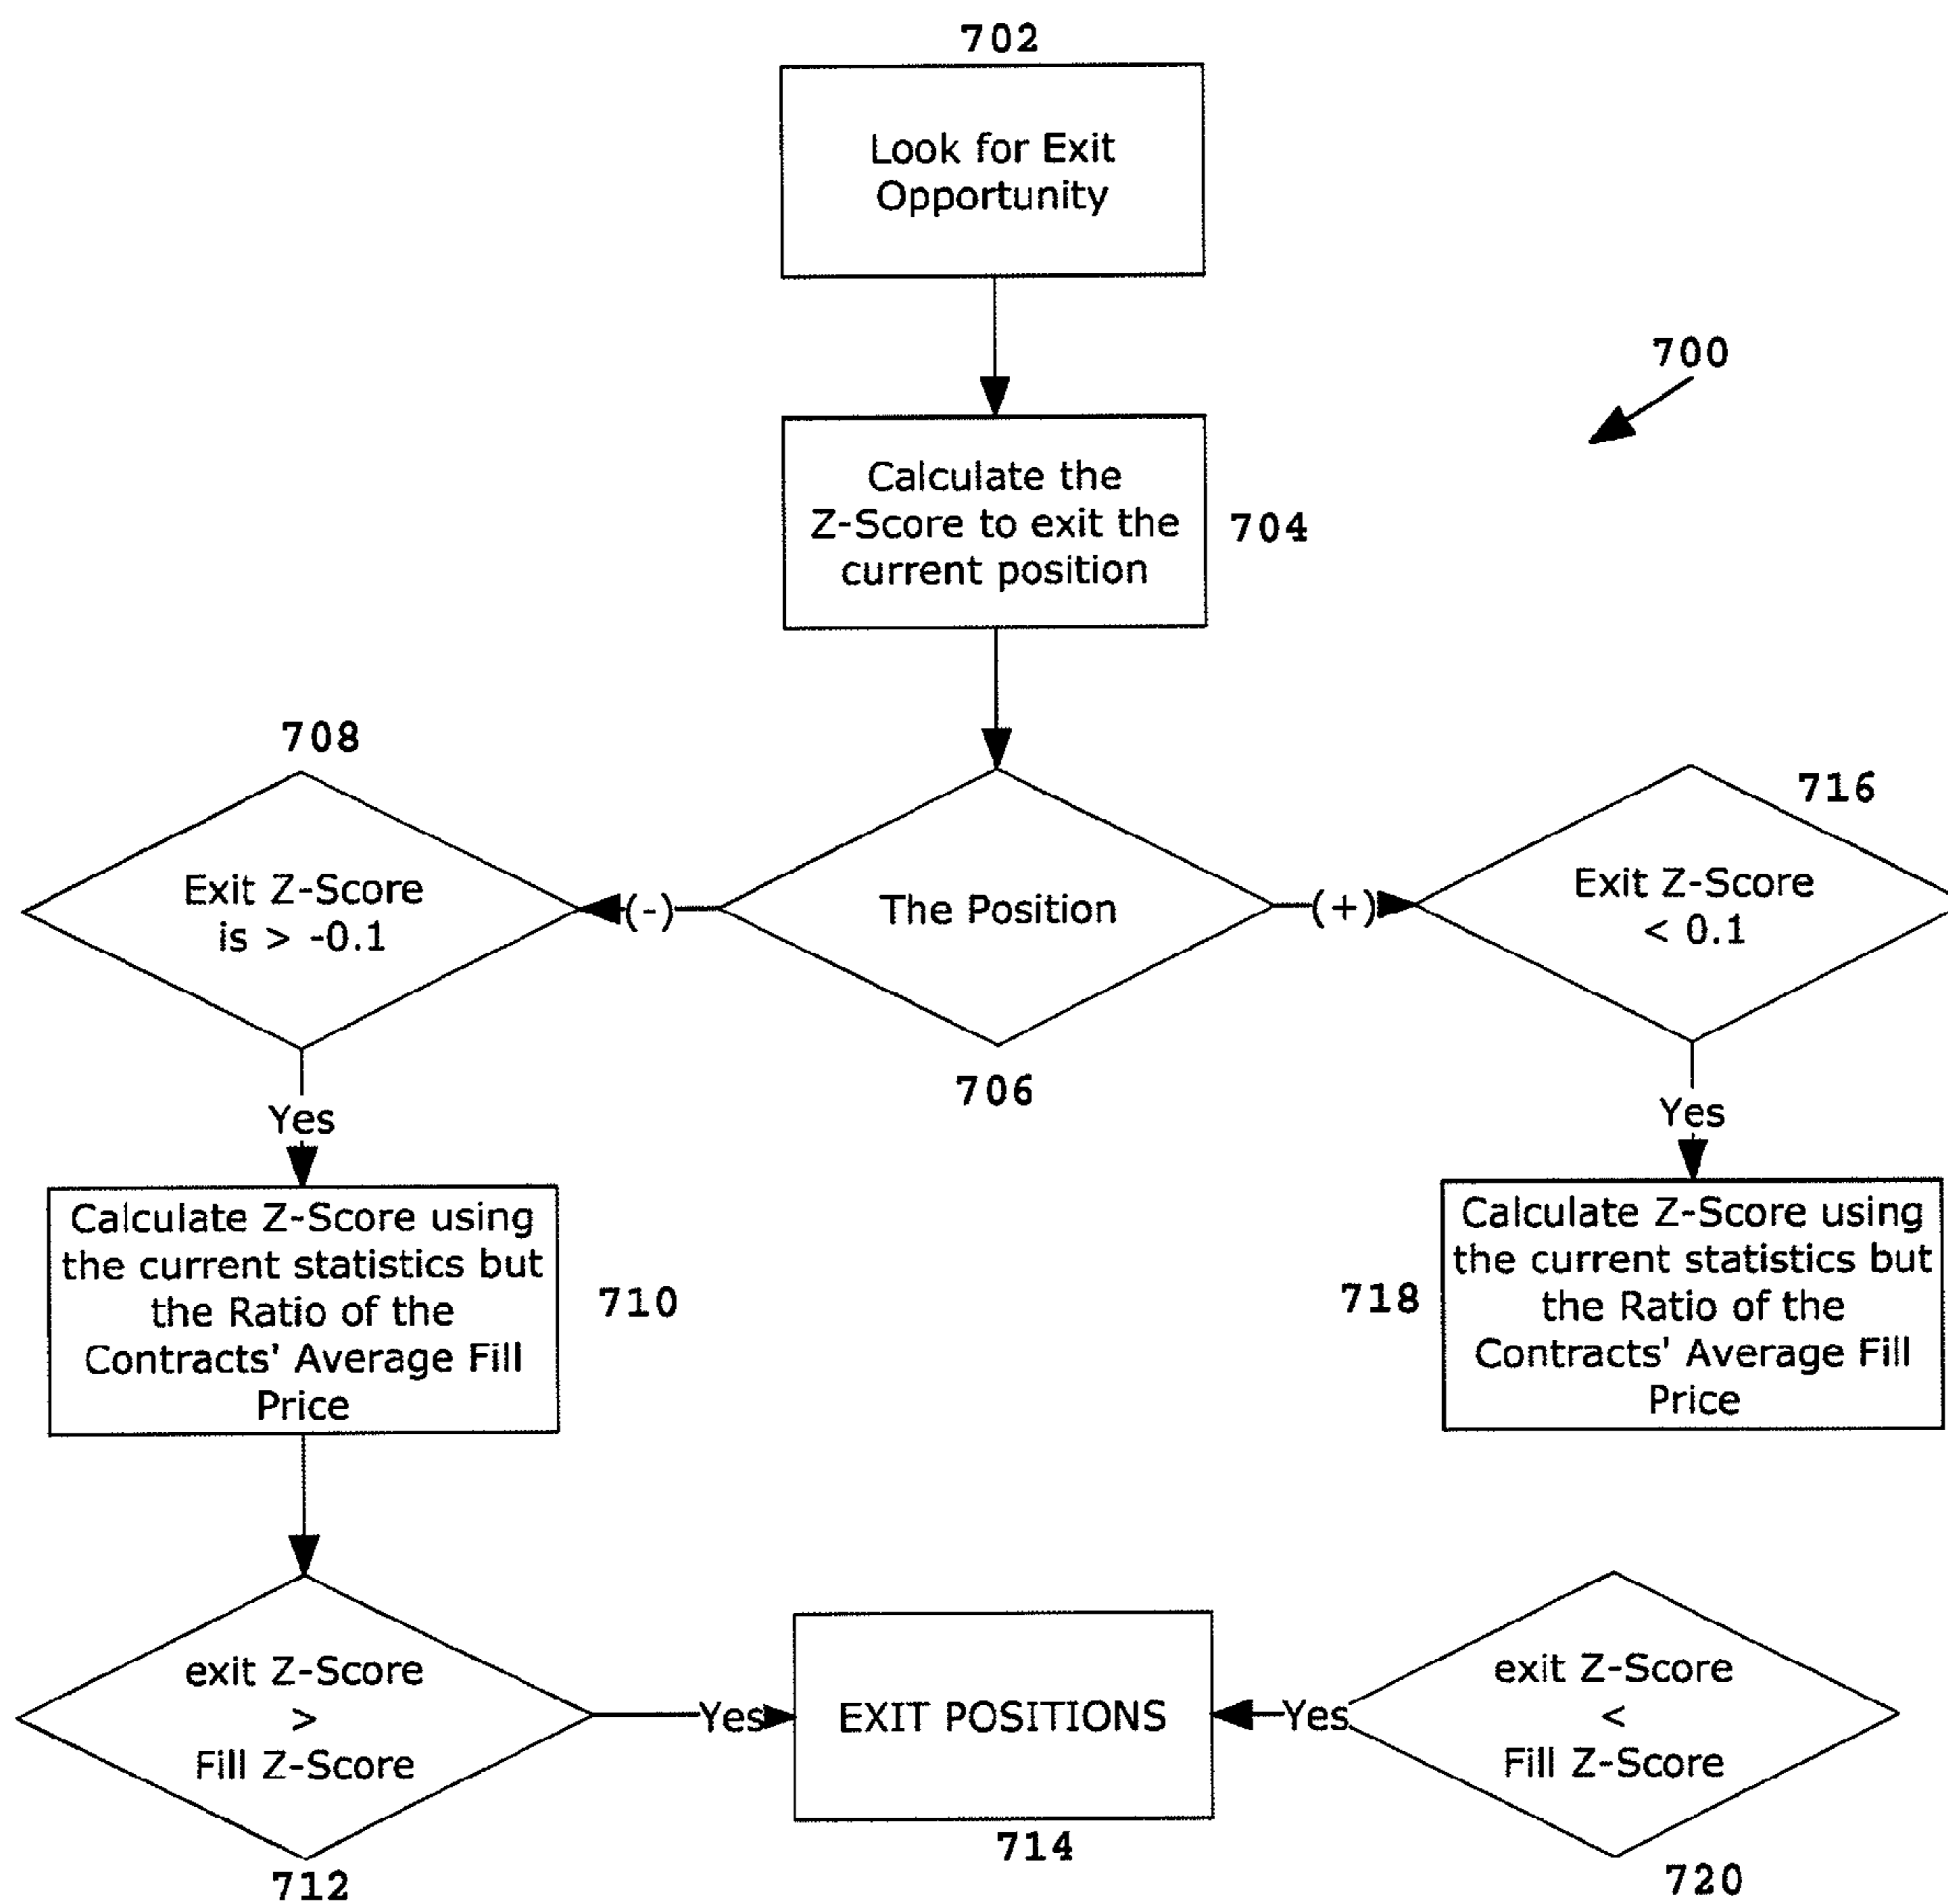 702
Look for Exit
Opportunity
700
Calculate the
Z-Score to exit the
current position
704
708
716
Exit Z-Score
is > -0.1
(-)
The Position
(+)
Exit Z-Score
< 0.1
706
Yes
Yes
Calculate Z-Score using
the current statistics but
the Ratio of the
Contracts' Average Fill
Price
710
718
Calculate Z-Score using
the current statistics but
the Ratio of the
Contracts' Average Fill
Price
exit Z-Score
>
Fill Z-Score
Yes
EXIT POSITIONS
Yes
exit Z-Score
<
Fill Z-Score
714
712
720